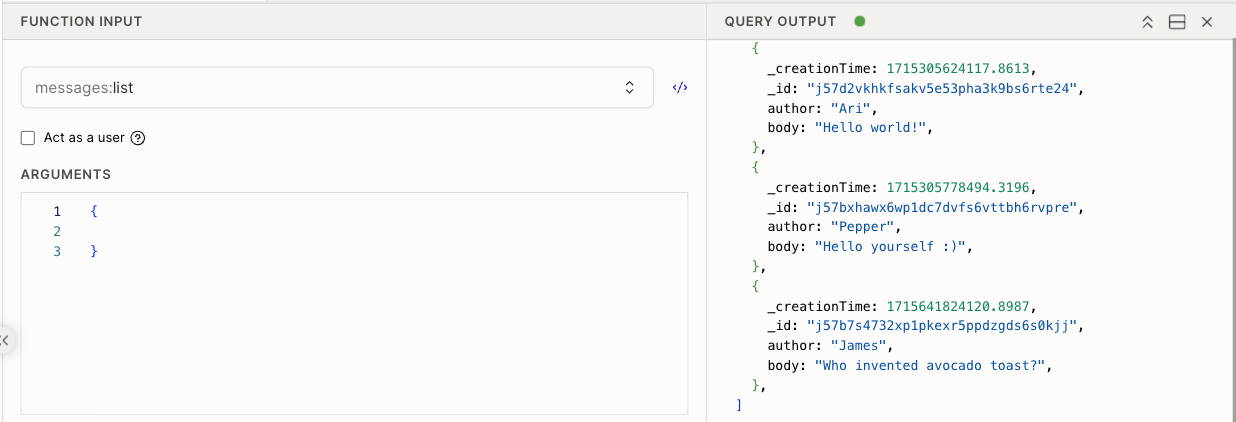 FUNCTION INPUT
messages:list
</>
Act as a user ?
ARGUMENTS
1 {
2
3 }
QUERY OUTPUT
{
_creationTime: 1715305624117.8613,
_id: "j57d2vkhkfsakv5e53pha3k9bs6rte24",
author: "Ari",
body: "Hello world!",
},
{
_creationTime: 1715305778494.3196,
_id: "j57bxhawx6wp1dc7dvfs6vttbh6rvpre",
author: "Pepper",
body: "Hello yourself :)",
},
{
_creationTime: 1715641824120.8987,
_id: "j57b7s4732xp1pkexr5ppdzgds6s0kjj",
author: "James",
body: "Who invented avocado toast?",
},
]